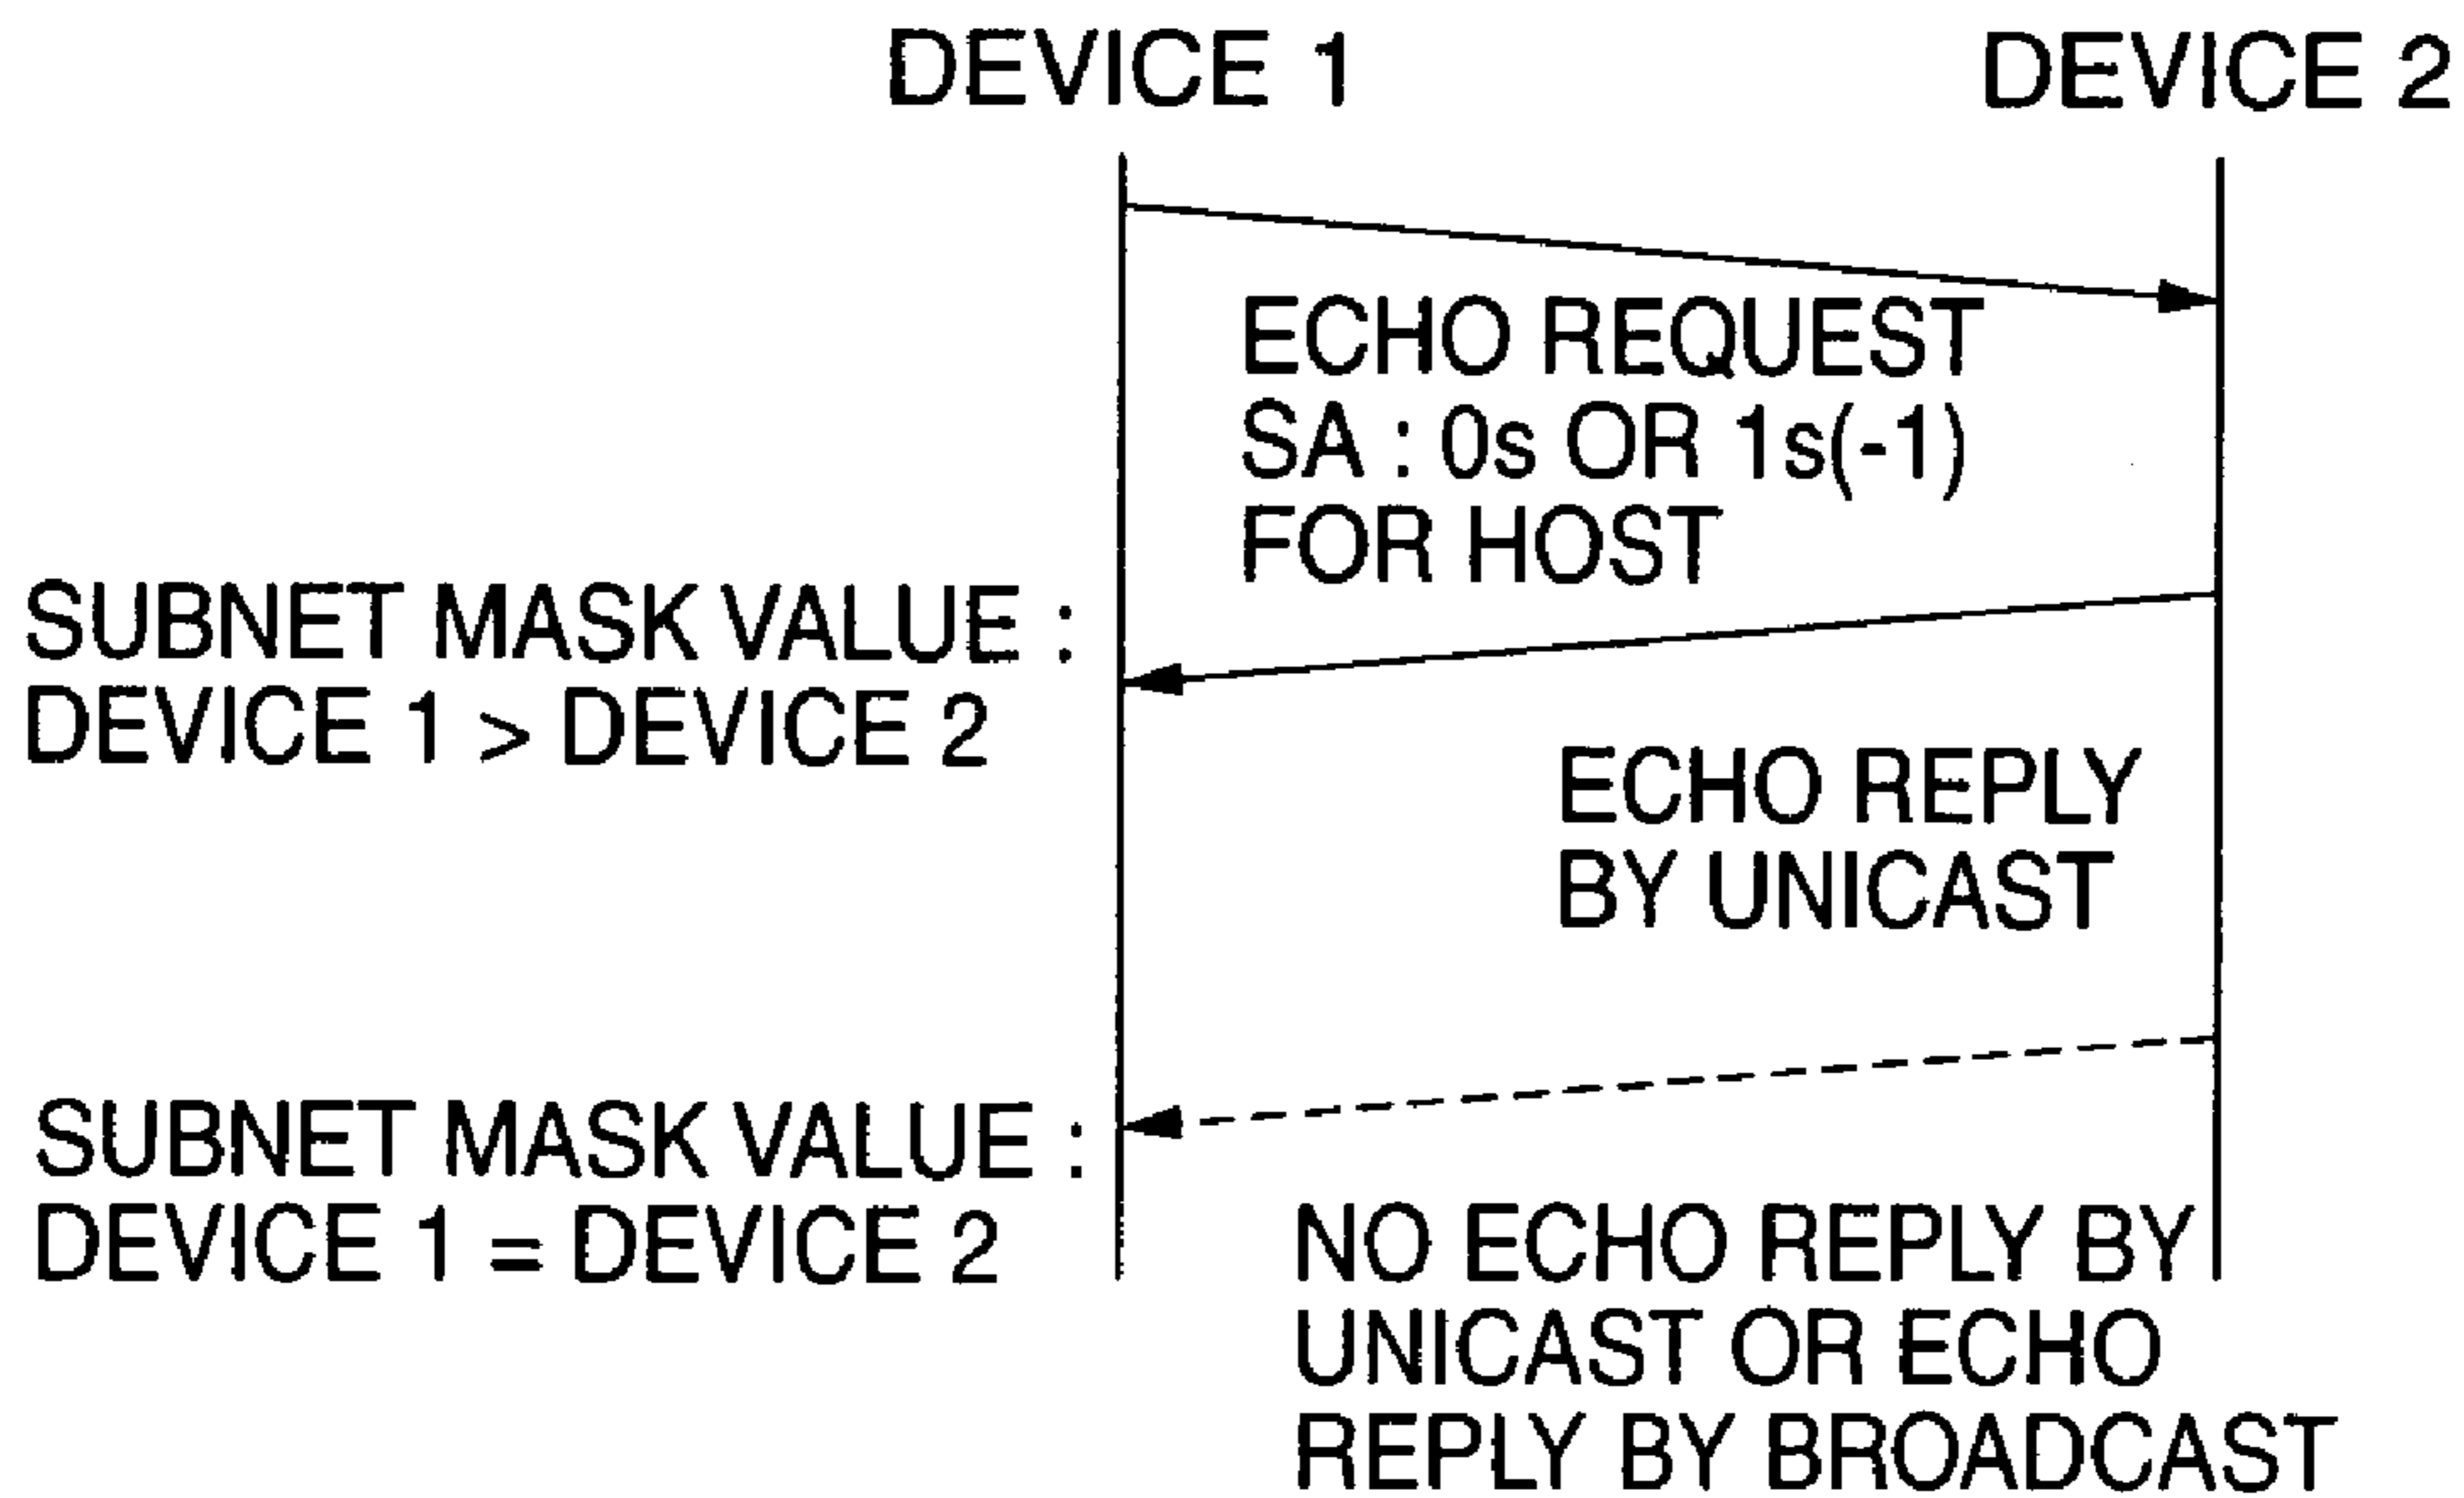 DEVICE 1
DEVICE 2
ECHO REQUEST
SA : 0s OR 1s(-1)
FOR HOST
SUBNET MASK VALUE :
DEVICE 1 > DEVICE 2
ECHO REPLY
BY UNICAST
SUBNET MASK VALUE :
DEVICE 1 = DEVICE 2
NO ECHO REPLY BY
UNICAST OR ECHO
REPLY BY BROADCAST